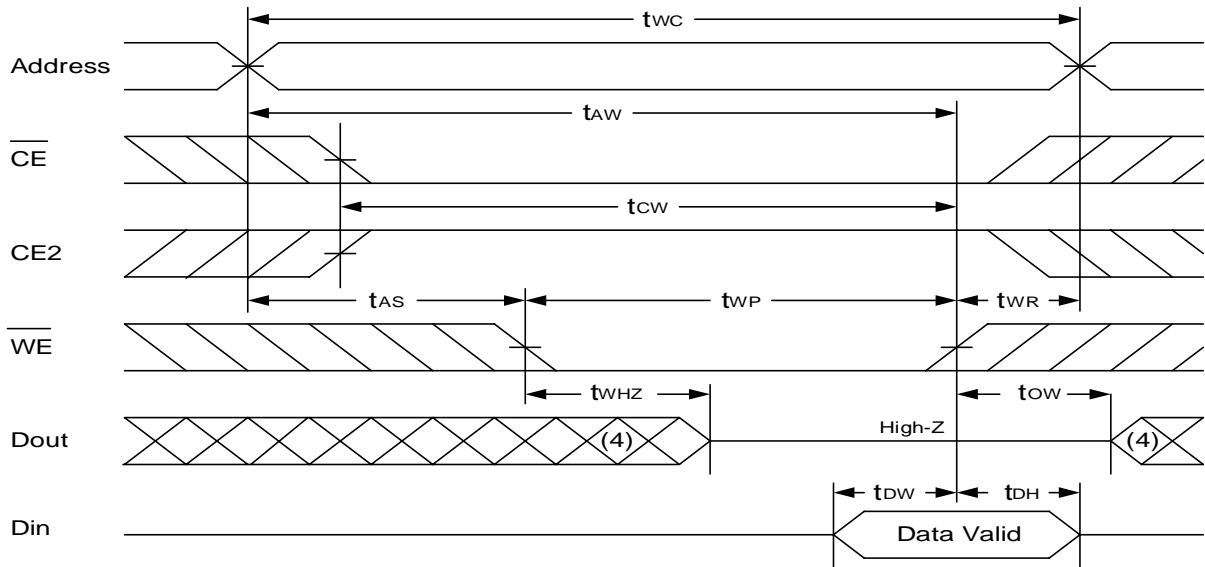 tWC
Address
tAW
CE
tCW
CE2
tAS tWP tWR
WE
tWHZ tOW
Dout (4) High-Z (4)
tDW tDH
Din Data Valid